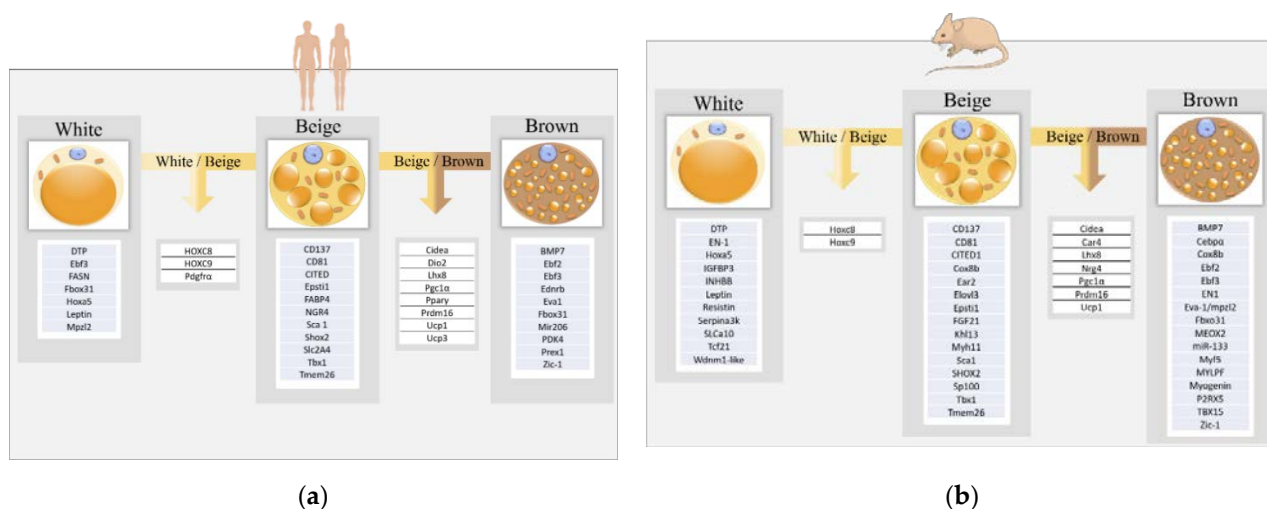 White
White / Beige
Beige
Beige / Brown
Brown
DTP
Ebf3
FASN
Fbox31
Hoxa5
Leptin
Mpzl2
HOXC8
HOXC9
Pdgfrα
CD137
CD81
CITED
Epsti1
FABP4
NGR4
Sca 1
Shox2
Slc2A4
Tbx1
Tmem26
Cidea
Dio2
Lhx8
Pgc1α
Ppary
Prdm16
Ucp1
Ucp3
BMP7
Ebf2
Ebf3
Ednrb
Eva1
Fbox31
Mir206
PDK4
Prex1
Zic-1
(a)
White
White / Beige
Beige
Beige / Brown
Brown
DTP
EN-1
Hoxa5
IGFBP3
INHBB
Leptin
Resistin
Serpina3k
SLCa10
Tcf21
Wdnm1-like
Hoxc8
Hoxc9
CD137
CD81
CITED1
Cox8b
Ear2
Elovl3
Epsti1
FGF21
Khl13
Myh11
Sca1
SHOX2
Sp100
Tbx1
Tmem26
Cidea
Car4
Lhx8
Nrg4
Pgc1α
Prdm16
Ucp1
BMP7
Cebpα
Cox8b
Ebf2
Ebf3
EN1
Eva-1/mpzl2
Fbxo31
MEOX2
miR-133
Myf5
MYLPF
Myogenin
P2RX5
TBX15
Zic-1
(b)